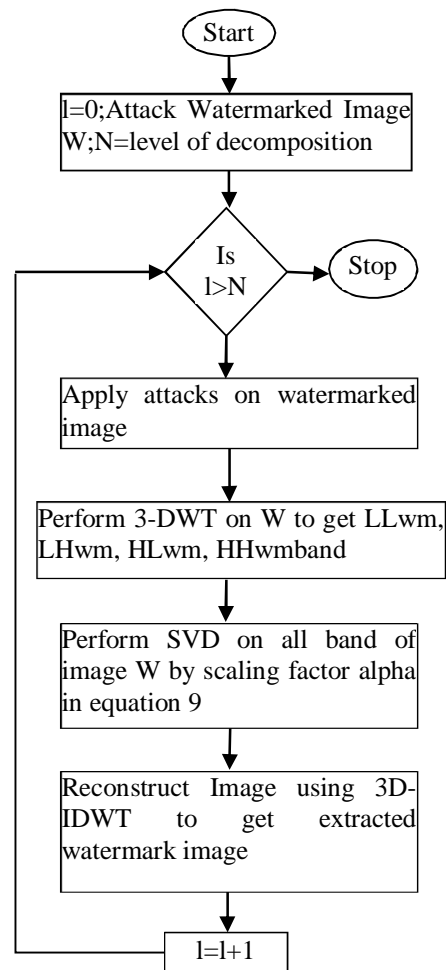 Start
l=0;Attack Watermarked Image
W;N=level of decomposition
Is
l>N
Stop
Apply attacks on watermarked
image
Perform 3-DWT on W to get LLwm,
LHwm, HLwm, HHwmband
Perform SVD on all band of
image W by scaling factor alpha
in equation 9
Reconstruct Image using 3D-
IDWT to get extracted
watermark image
l=l+1